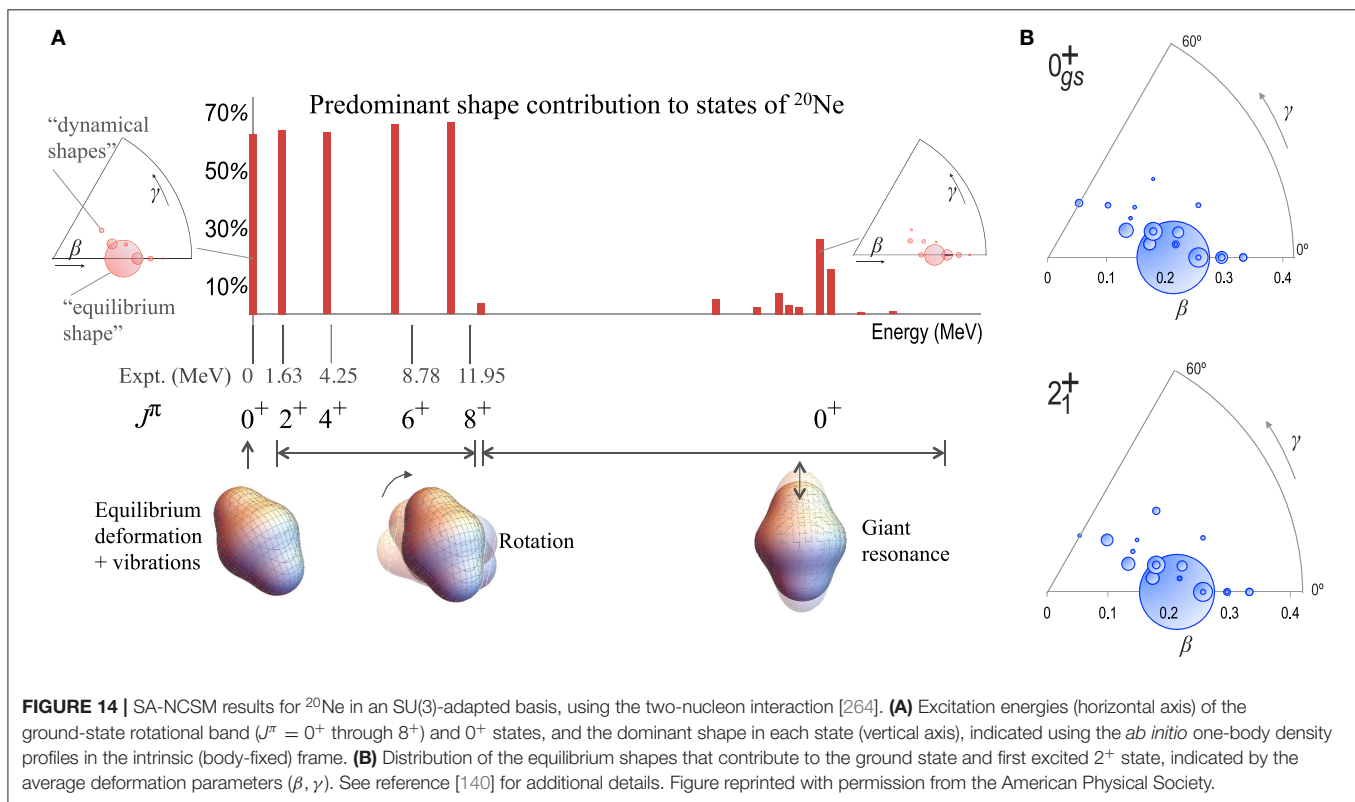 A
B
Predominant shape contribution to states of ²⁰Ne
70%
50%
30%
10%
"dynamical
shapes"
γ
β
"equilibrium
shape"
γ
β
Energy (MeV)
Expt. (MeV) 0 1.63 4.25 8.78 11.95
Jπ 0⁺ 2⁺ 4⁺ 6⁺ 8⁺ 0⁺
Equilibrium
deformation
+ vibrations
Rotation
Giant
resonance
0⁺gs
60º
γ
0º
0 0.1 0.2 0.3 0.4
β
2⁺1
60º
γ
0º
0 0.1 0.2 0.3 0.4
β
FIGURE 14 | SA-NCSM results for ²⁰Ne in an SU(3)-adapted basis, using the two-nucleon interaction [264]. (A) Excitation energies (horizontal axis) of the
ground-state rotational band (Jπ = 0⁺ through 8⁺) and 0⁺ states, and the dominant shape in each state (vertical axis), indicated using the ab initio one-body density
profiles in the intrinsic (body-fixed) frame. (B) Distribution of the equilibrium shapes that contribute to the ground state and first excited 2⁺ state, indicated by the
average deformation parameters (β, γ). See reference [140] for additional details. Figure reprinted with permission from the American Physical Society.